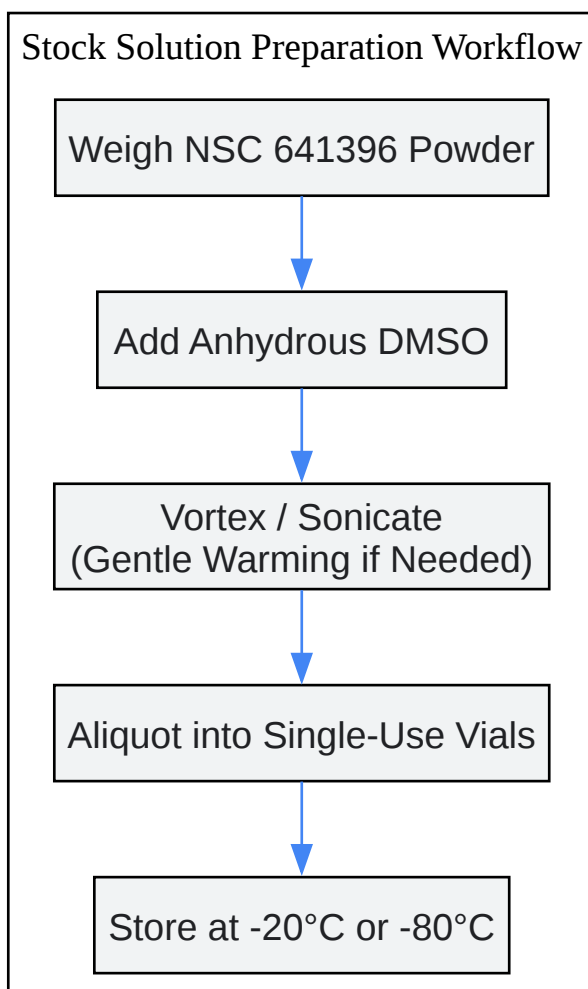 Stock Solution Preparation Workflow
Weigh NSC 641396 Powder
Add Anhydrous DMSO
Vortex / Sonicate
(Gentle Warming if Needed)
Aliquot into Single-Use Vials
Store at -20°C or -80°C